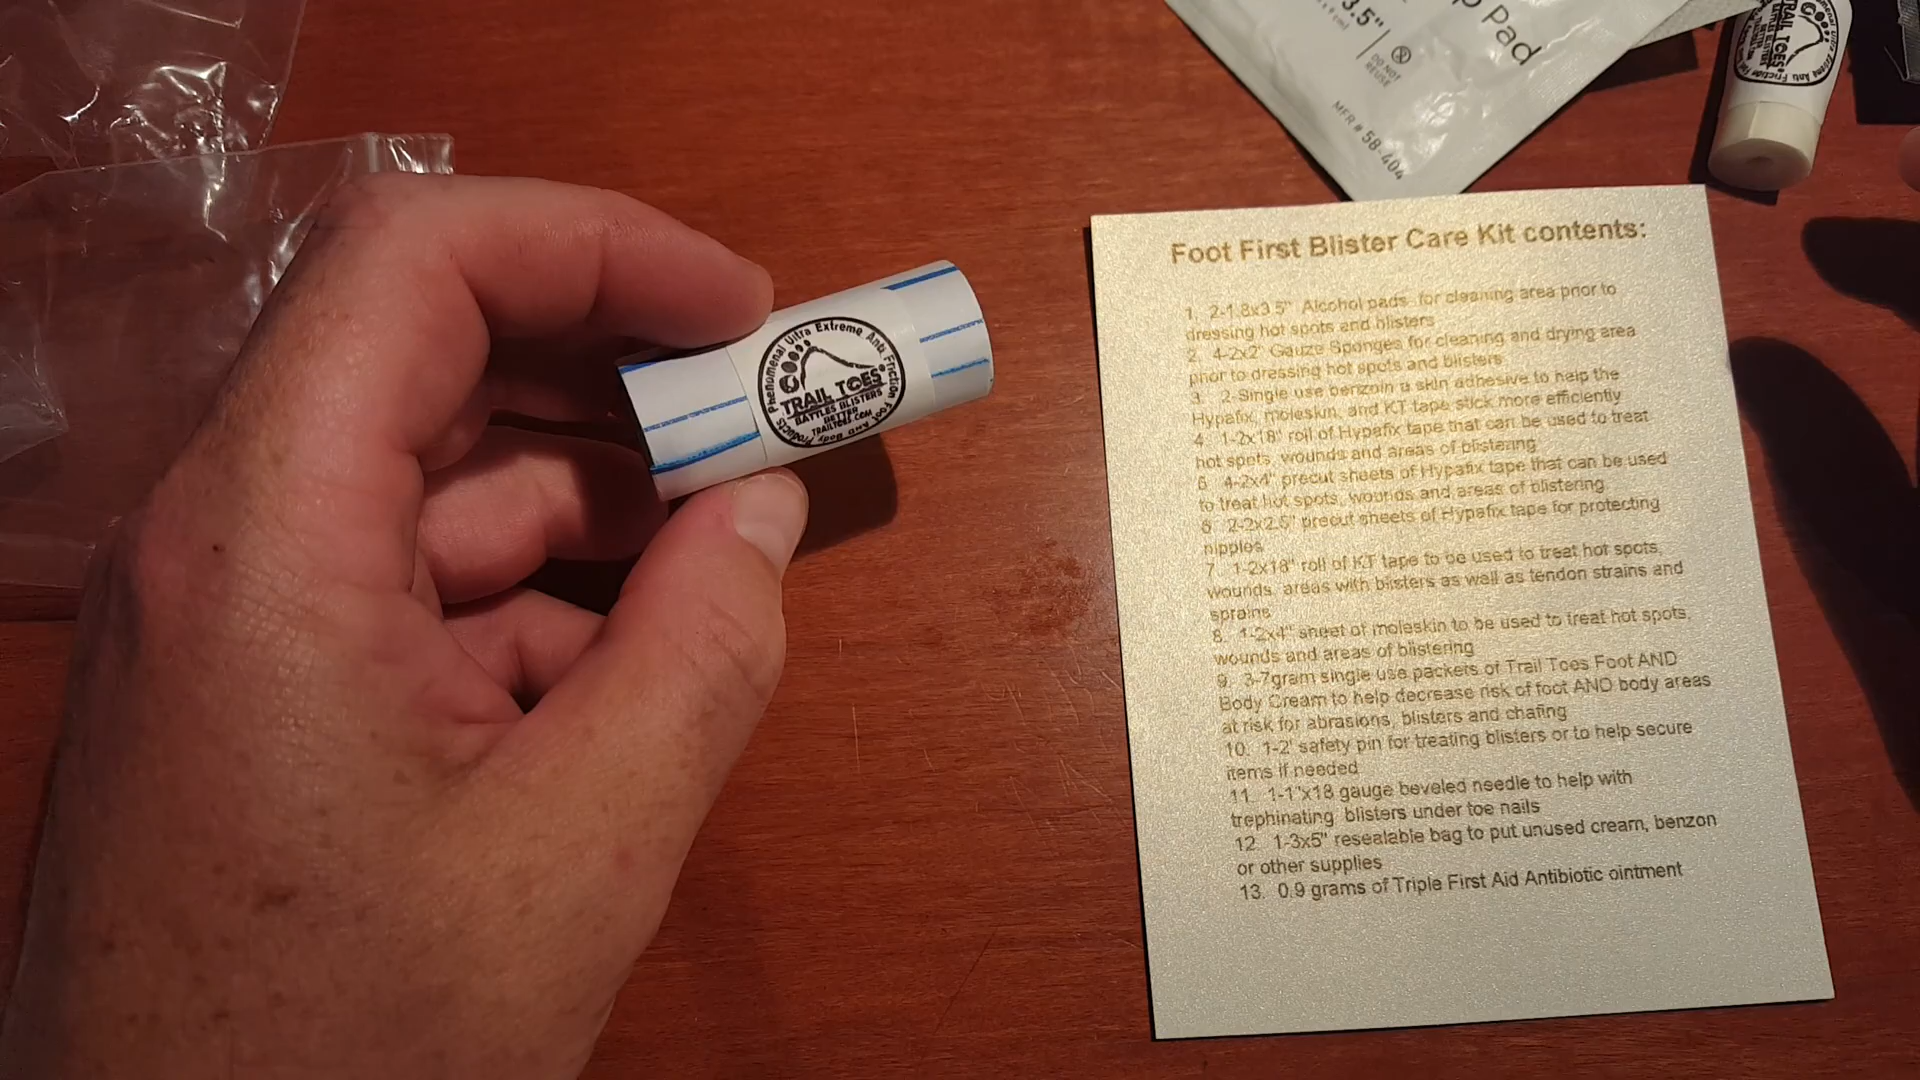 3.5"
p Pad
DO NOT
REUSE
MFR # 58-404
TRAIL TOES
Phenomenal Ultra Extreme Anti Friction Foot AND Body Products
TRAIL TOES
BATTLES BLISTERS
BETTER
TRAILTOES.COM
Foot First Blister Care Kit contents:
1. 2-1.8x3.5" Alcohol pads for cleaning area prior to
dressing hot spots and blisters
2. 4-2x2" Gauze Sponges for cleaning and drying area
prior to dressing hot spots and blisters
3. 2-Single use benzoin a skin adhesive to help the
Hypafix, moleskin, and KT tape stick more efficiently
4. 1-2x18" roll of Hypafix tape that can be used to treat
hot spots, wounds and areas of blistering
5. 4-2x4" precut sheets of Hypafix tape that can be used
to treat hot spots, wounds and areas of blistering
6. 2-2x2.5" precut sheets of Hypafix tape for protecting
nipples
7. 1-2x18" roll of KT tape to be used to treat hot spots,
wounds, areas with blisters as wall as tendon strains and
sprains
8. 1-2x4" sheet of moleskin to be used to treat hot spots,
wounds and areas of blistering
9. 3-7gram single use packets of Trail Toes Foot AND
Body Cream to help decrease risk of foot AND body areas
at risk for abrasions, blisters and chafing
10. 1-2' safety pin for treating blisters or to help secure
items if needed
11. 1-1"x18 gauge beveled needle to help with
trephinating blisters under toe nails
12. 1-3x5" resealable bag to put unused cream, benzon
or other supplies
13. 0.9 grams of Triple First Aid Antibiotic ointment